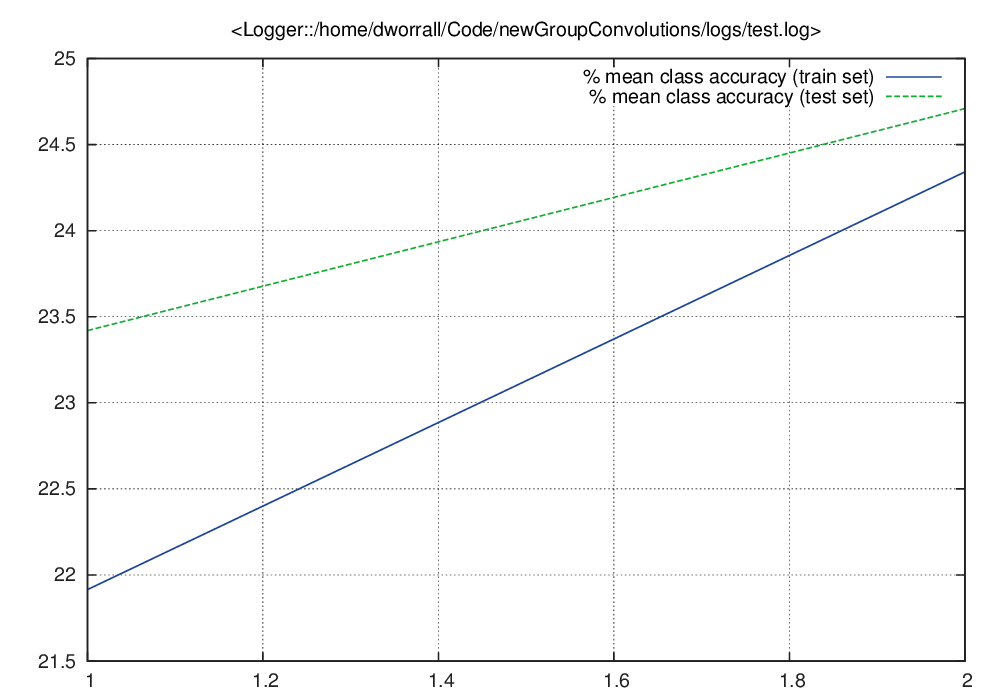 <Logger::/home/dworrall/Code/newGroupConvolutions/logs/test.log>
% mean class accuracy (train set)
% mean class accuracy (test set)
25
24.5
24
23.5
23
22.5
22
21.5
1 1.2 1.4 1.6 1.8 2